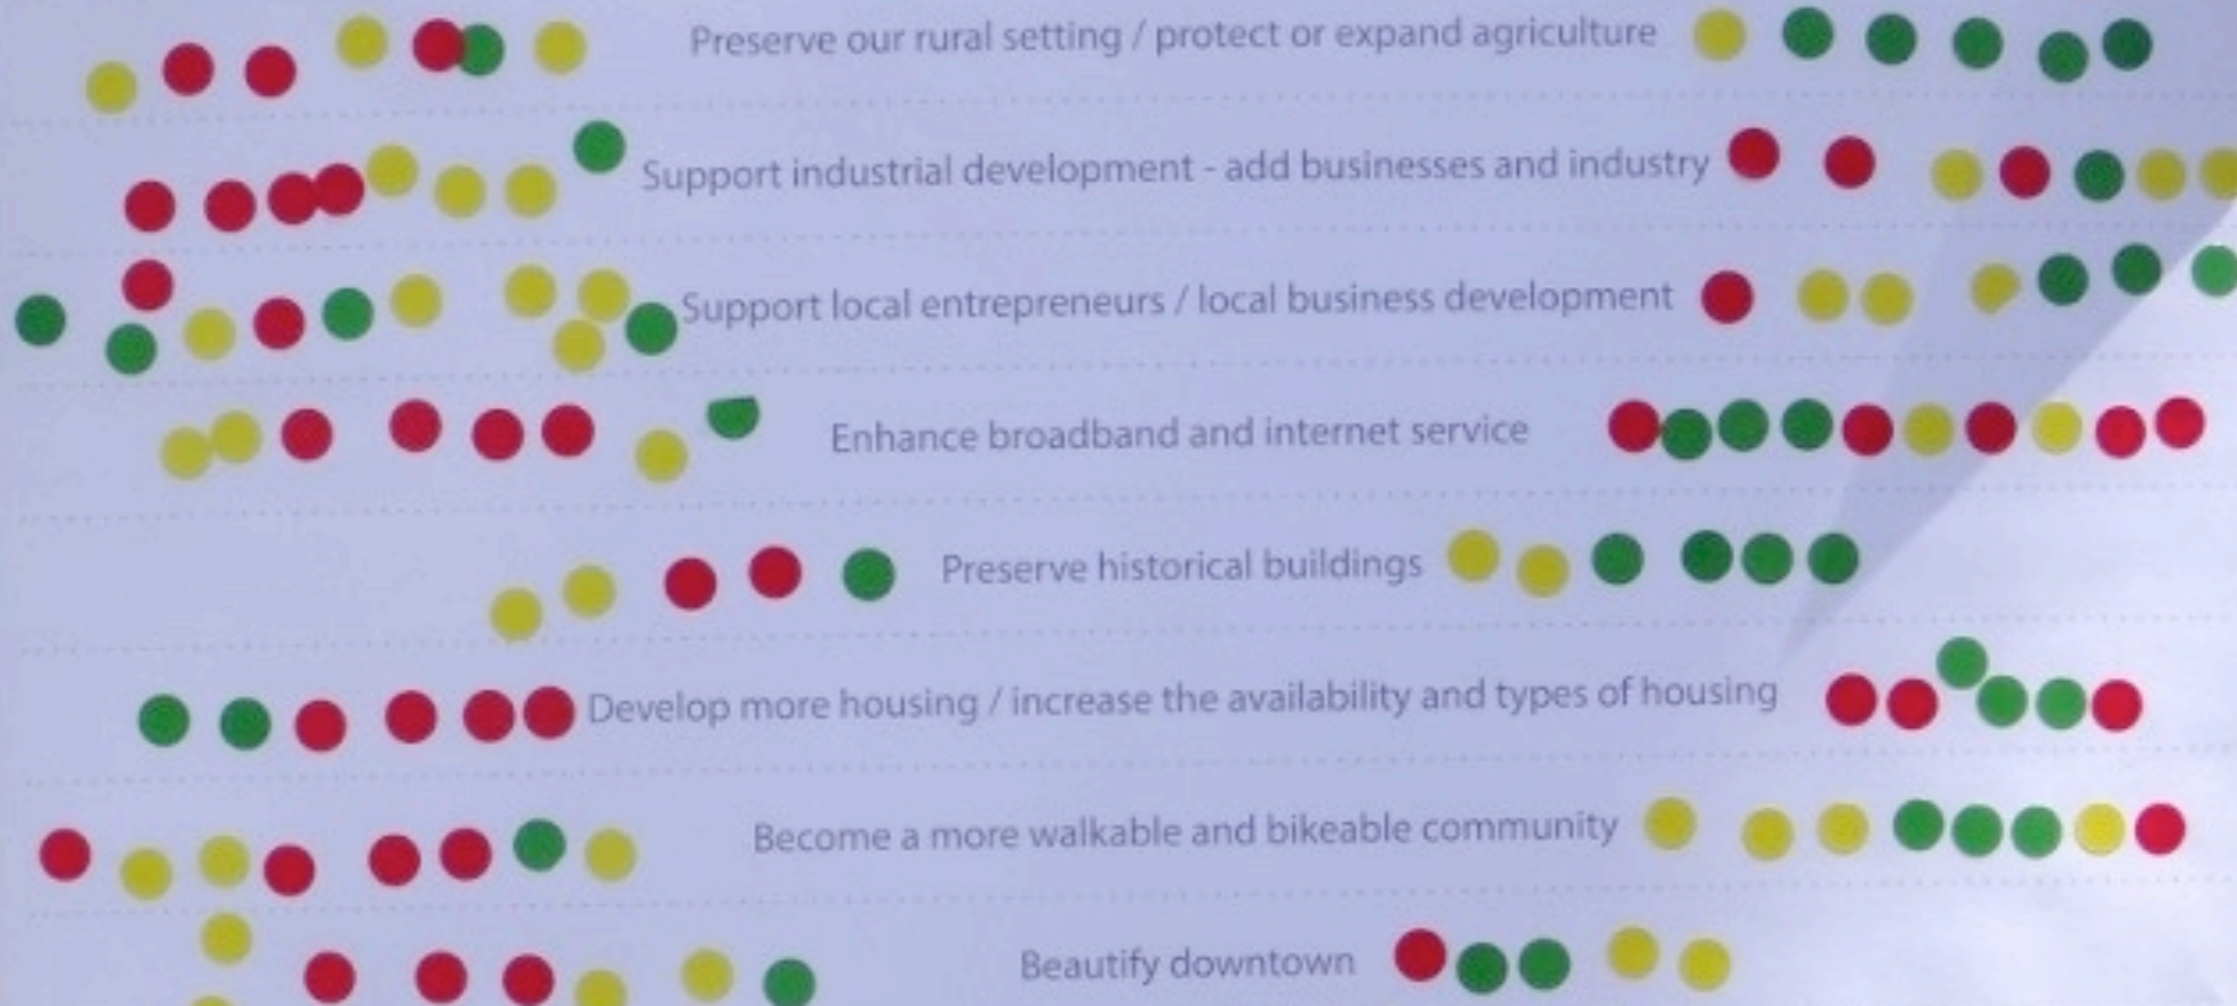 Preserve our rural setting / protect or expand agriculture
Support industrial development - add businesses and industry
Support local entrepreneurs / local business development
Enhance broadband and internet service
Preserve historical buildings
Develop more housing / increase the availability and types of housing
Become a more walkable and bikeable community
Beautify downtown